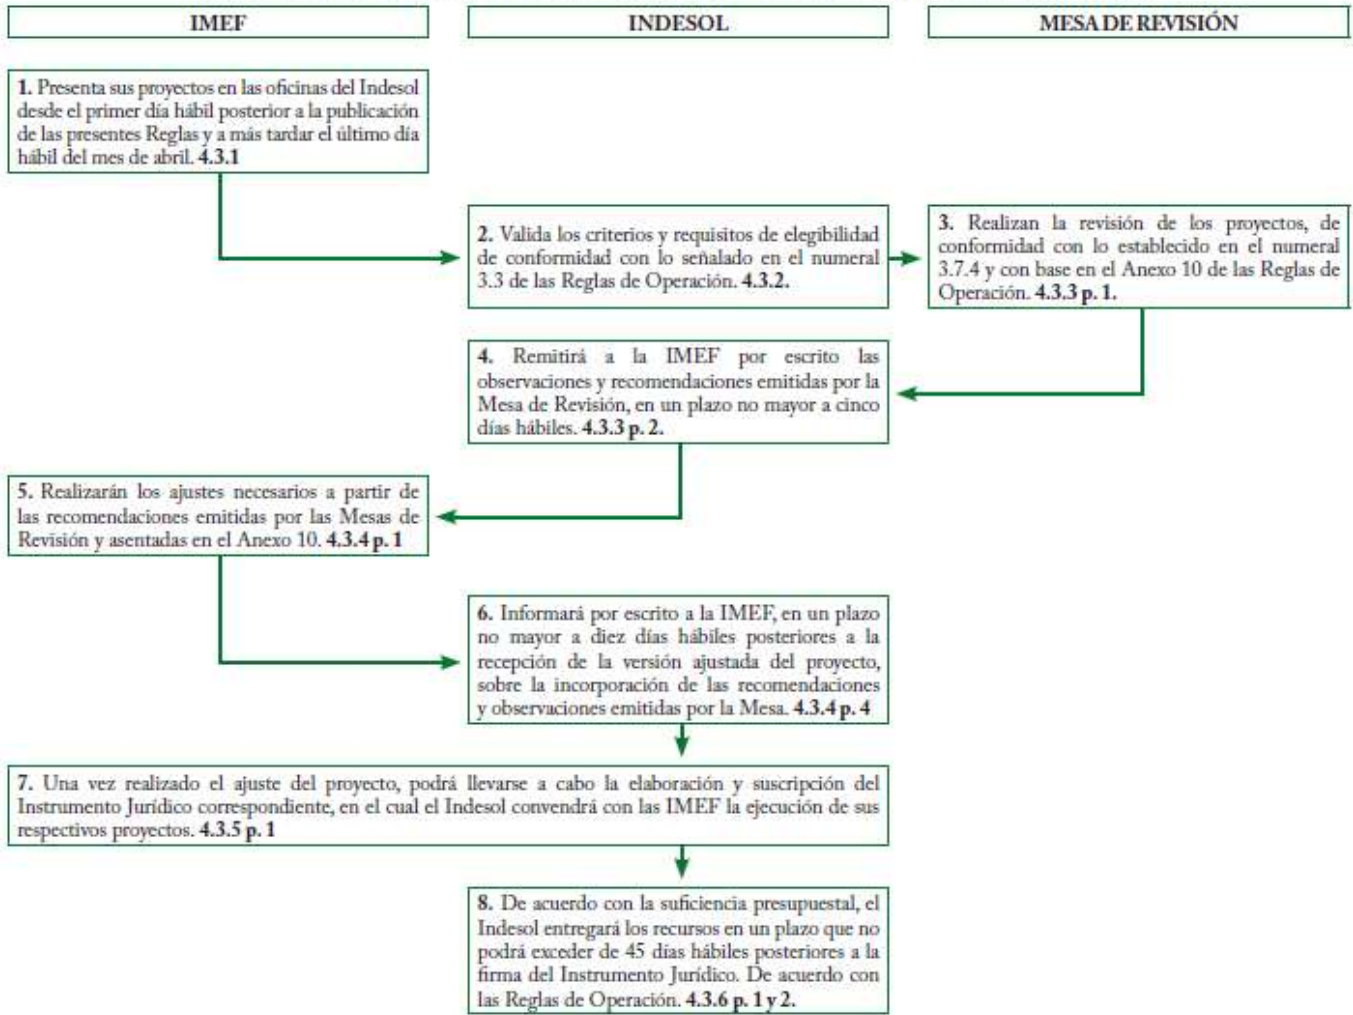 IMEF
INDESOL
MESA DE REVISIÓN
1. Presenta sus proyectos en las oficinas del Indesol
desde el primer día hábil posterior a la publicación
de las presentes Reglas y a más tardar el último día
hábil del mes de abril. 4.3.1
2. Valida los criterios y requisitos de elegibilidad
de conformidad con lo señalado en el numeral
3.3 de las Reglas de Operación. 4.3.2.
3. Realizan la revisión de los proyectos, de
conformidad con lo establecido en el numeral
3.7.4 y con base en el Anexo 10 de las Reglas de
Operación. 4.3.3 p. 1.
4. Remitirá a la IMEF por escrito las
observaciones y recomendaciones emitidas por la
Mesa de Revisión, en un plazo no mayor a cinco
días hábiles. 4.3.3 p. 2.
5. Realizarán los ajustes necesarios a partir de
las recomendaciones emitidas por las Mesas de
Revisión y asentadas en el Anexo 10. 4.3.4 p. 1
6. Informará por escrito a la IMEF, en un plazo
no mayor a diez días hábiles posteriores a la
recepción de la versión ajustada del proyecto,
sobre la incorporación de las recomendaciones
y observaciones emitidas por la Mesa. 4.3.4 p. 4
7. Una vez realizado el ajuste del proyecto, podrá llevarse a cabo la elaboración y suscripción del
Instrumento Jurídico correspondiente, en el cual el Indesol convendrá con las IMEF la ejecución de sus
respectivos proyectos. 4.3.5 p. 1
8. De acuerdo con la suficiencia presupuestal, el
Indesol entregará los recursos en un plazo que no
podrá exceder de 45 días hábiles posteriores a la
firma del Instrumento Jurídico. De acuerdo con
las Reglas de Operación. 4.3.6 p. 1 y 2.